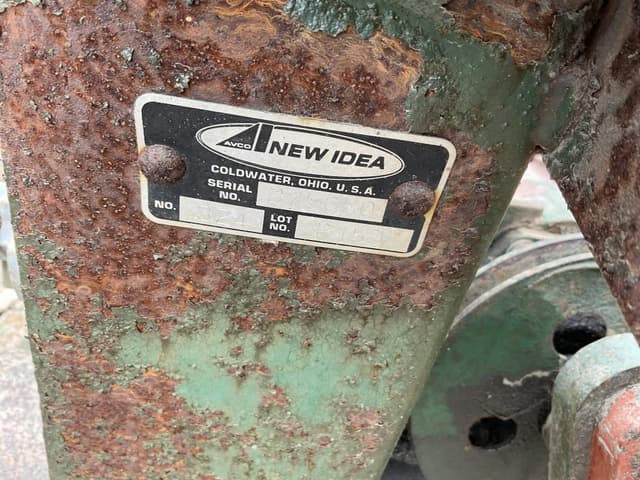 AVCO NEW IDEA
COLDWATER, OHIO, U.S.A.
SERIAL NO.
NO. LOT NO.